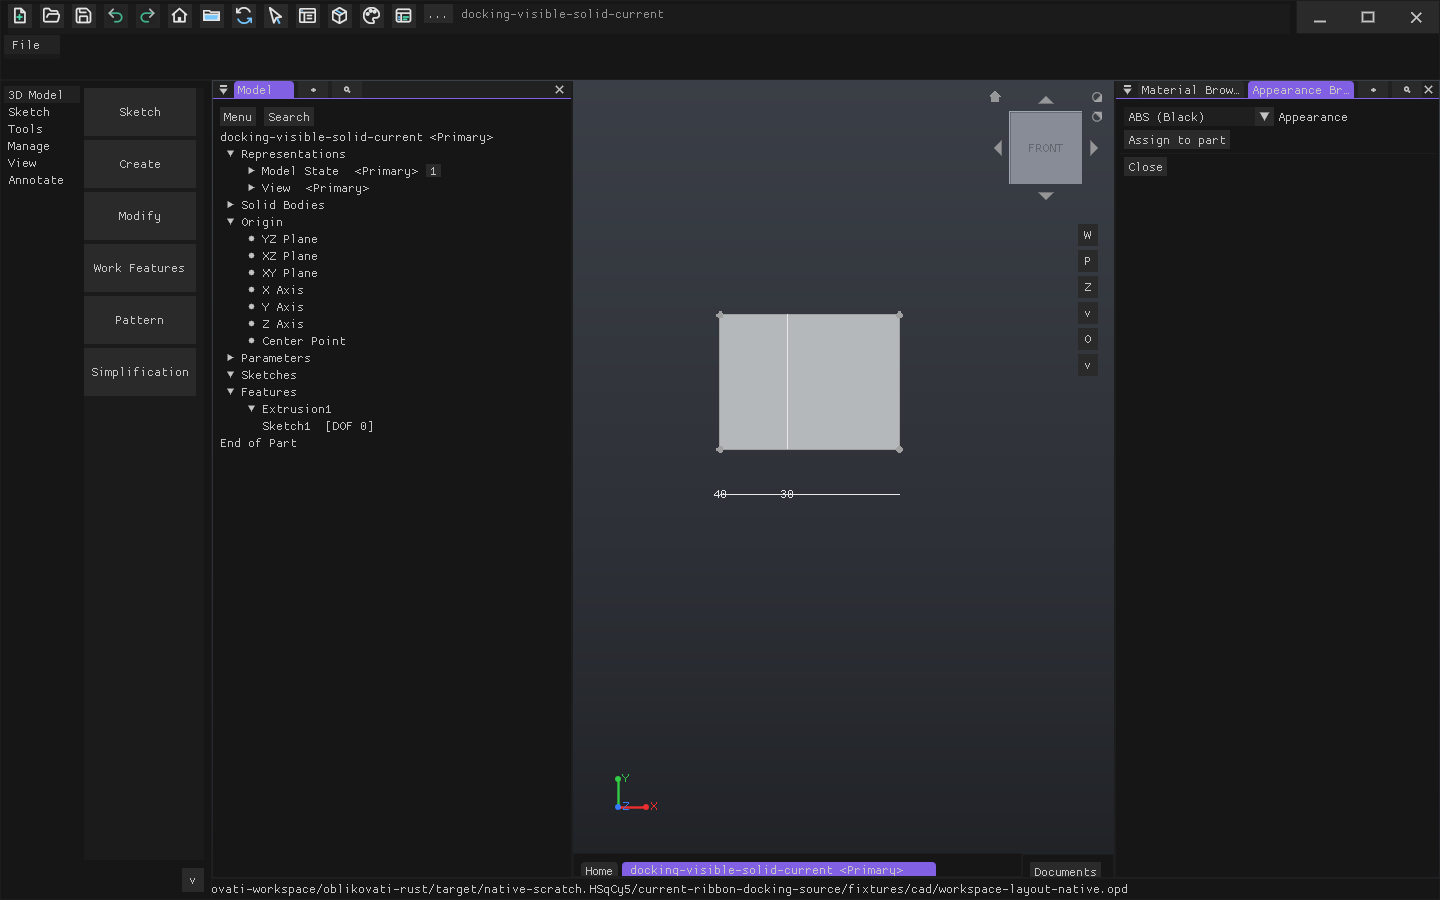 ... docking-visible-solid-current
File
3D Model
Sketch
Tools
Manage
View
Annotate
Sketch
Create
Modify
Work Features
Pattern
Simplification
v
Model
Menu Search
docking-visible-solid-current <Primary>
Representations
Model State <Primary> 1
View <Primary>
Solid Bodies
Origin
YZ Plane
XZ Plane
XY Plane
X Axis
Y Axis
Z Axis
Center Point
Parameters
Sketches
Features
Extrusion1
Sketch1 [DOF 0]
End of Part
FRONT
W
P
Z
v
O
v
40 30
Y
Z X
Home docking-visible-solid-current <Primary> Documents
Material Brow… Appearance Br…
ABS (Black) Appearance
Assign to part
Close
ovati-workspace/oblikovati-rust/target/native-scratch.HSqCy5/current-ribbon-docking-source/fixtures/cad/workspace-layout-native.opd